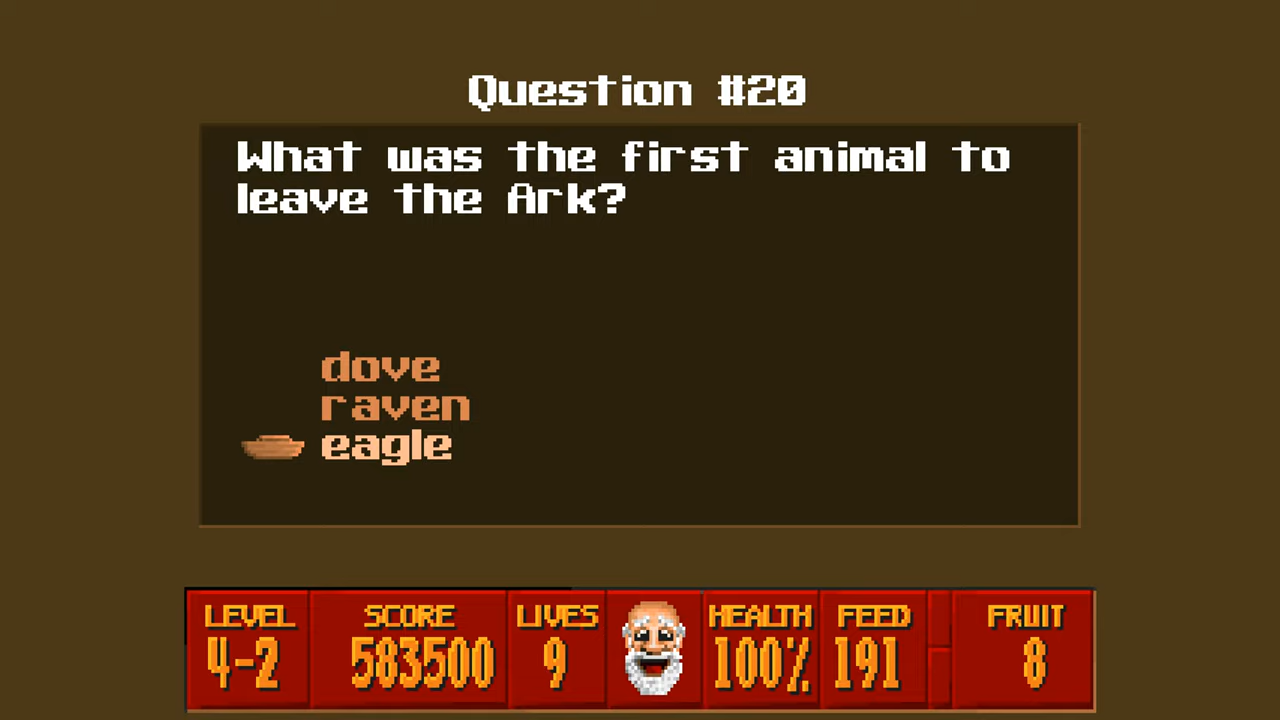 Question #20
What was the first animal to
leave the Ark?
dove
raven
eagle
LEVEL SCORE LIVES HEALTH FEED FRUIT
4-2 583500 9 100% 191 8